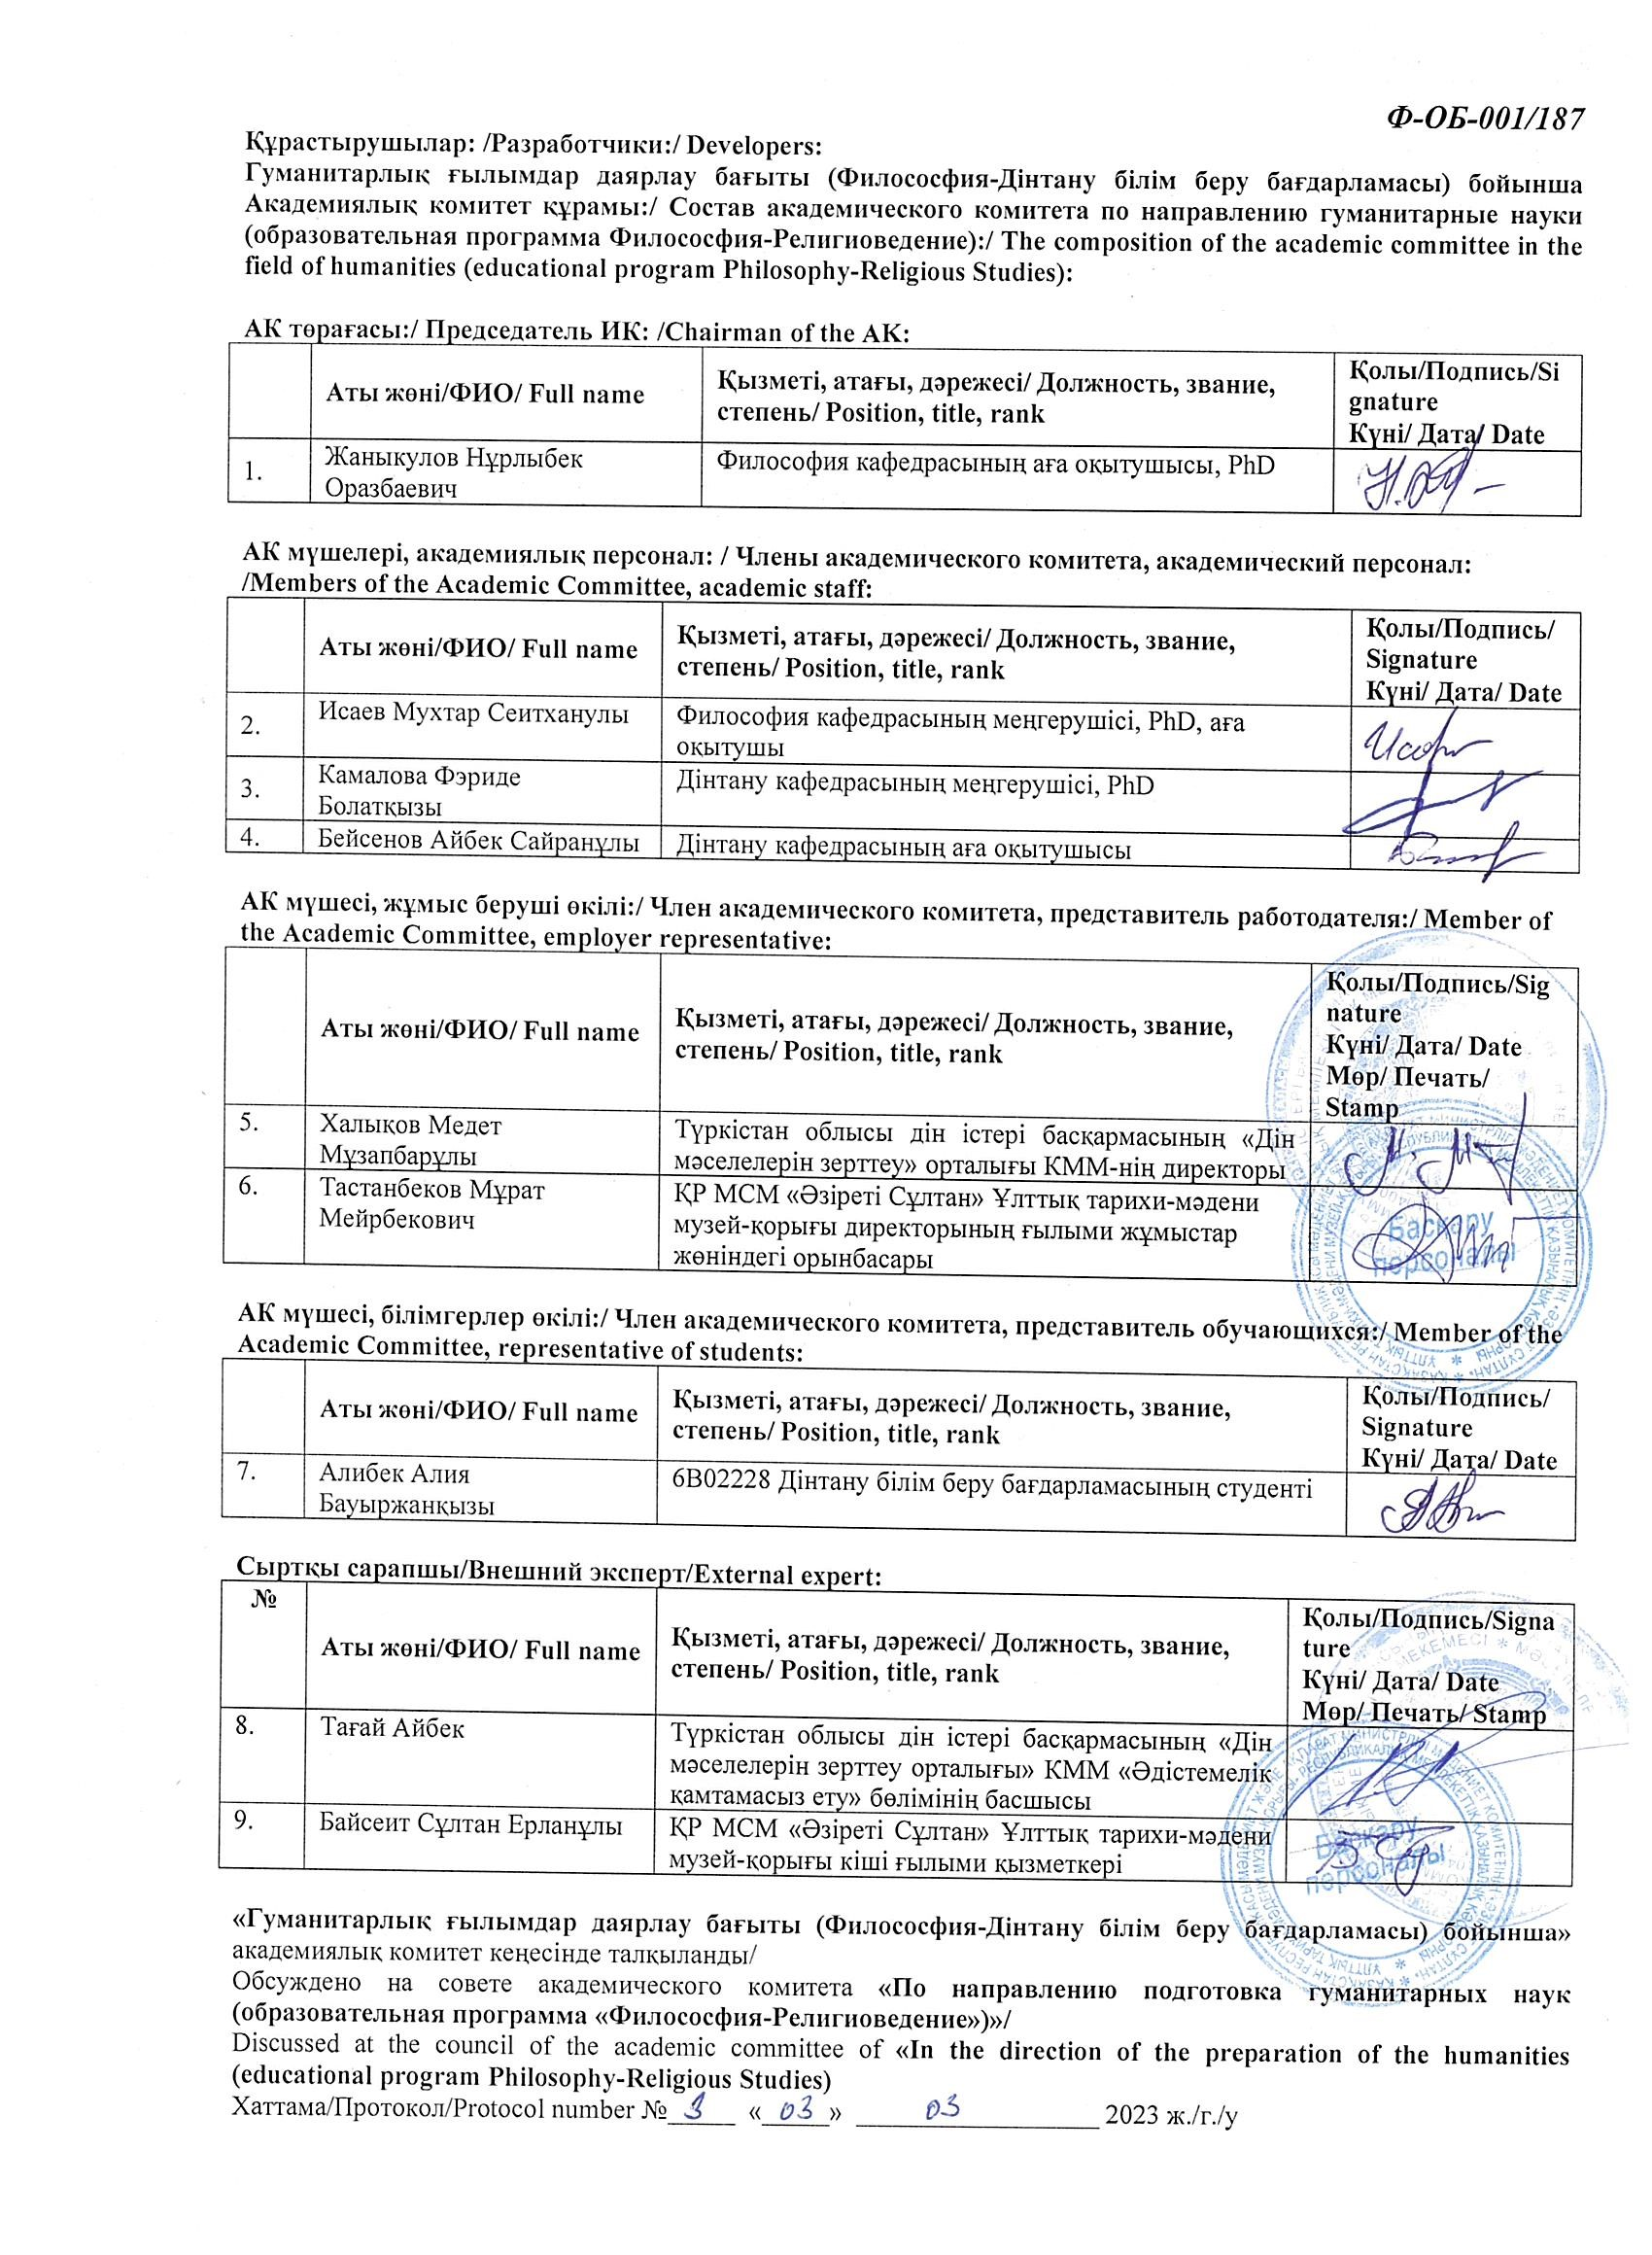 Ф-ОБ-001/187
Құрастырушылар: /Разработчики:/ Developers:
Гуманитарлық ғылымдар даярлау бағыты (Филососфия-Дінтану білім беру бағдарламасы) бойынша
Академиялық комитет құрамы:/ Состав академического комитета по направлению гуманитарные науки
(образовательная программа Филососфия-Религиоведение):/ The composition of the academic committee in the
field of humanities (educational program Philosophy-Religious Studies):
АК төрағасы:/ Председатель ИК: /Chairman of the AK:
Аты жөні/ФИО/ Full name
Қызметі, атағы, дәрежесі/ Должность, звание,
степень/ Position, title, rank
Қолы/Подпись/Si
gnature
Күні/ Дата/ Date
1.
Жаныкулов Нұрлыбек
Оразбаевич
Философия кафедрасының аға оқытушысы, PhD
АК мүшелері, академиялық персонал: / Члены академического комитета, академический персонал:
/Members of the Academic Committee, academic staff:
Аты жөні/ФИО/ Full name
Қызметі, атағы, дәрежесі/ Должность, звание,
степень/ Position, title, rank
Қолы/Подпись/
Signature
Күні/ Дата/ Date
2.
Исаев Мухтар Сеитханулы
Философия кафедрасының меңгерушісі, PhD, аға
оқытушы
3.
Камалова Фэриде
Болатқызы
Дінтану кафедрасының меңгерушісі, PhD
4.
Бейсенов Айбек Сайранұлы
Дінтану кафедрасының аға оқытушысы
АК мүшесі, жұмыс беруші өкілі:/ Член академического комитета, представитель работодателя:/ Member of
the Academic Committee, employer representative:
Аты жөні/ФИО/ Full name
Қызметі, атағы, дәрежесі/ Должность, звание,
степень/ Position, title, rank
Қолы/Подпись/Sig
nature
Күні/ Дата/ Date
Мөр/ Печать/
Stamp
5.
Халықов Медет
Мұзапбарұлы
Түркістан облысы дін істері басқармасының «Дін
мәселелерін зерттеу» орталығы КММ-нің директоры
6.
Тастанбеков Мұрат
Мейрбекович
ҚР МСМ «Әзіреті Сұлтан» Ұлттық тарихи-мәдени
музей-қорығы директорының ғылыми жұмыстар
жөніндегі орынбасары
Басқару
персоналы
АК мүшесі, білімгерлер өкілі:/ Член академического комитета, представитель обучающихся:/ Member of the
Academic Committee, representative of students:
Аты жөні/ФИО/ Full name
Қызметі, атағы, дәрежесі/ Должность, звание,
степень/ Position, title, rank
Қолы/Подпись/
Signature
Күні/ Дата/ Date
7.
Алибек Алия
Бауыржанқызы
6В02228 Дінтану білім беру бағдарламасының студенті
Сыртқы сарапшы/Внешний эксперт/External expert:
№
Аты жөні/ФИО/ Full name
Қызметі, атағы, дәрежесі/ Должность, звание,
степень/ Position, title, rank
Қолы/Подпись/Signa
ture
Күні/ Дата/ Date
Мөр/ Печать/ Stamp
8.
Тағай Айбек
Түркістан облысы дін істері басқармасының «Дін
мәселелерін зерттеу орталығы» КММ «Әдістемелік
қамтамасыз ету» бөлімінің басшысы
9.
Байсеит Сұлтан Ерланұлы
ҚР МСМ «Әзіреті Сұлтан» Ұлттық тарихи-мәдени
музей-қорығы кіші ғылыми қызметкері
Басқару
персоналы
«Гуманитарлық ғылымдар даярлау бағыты (Филососфия-Дінтану білім беру бағдарламасы) бойынша»
академиялық комитет кеңесінде талқыланды/
Обсуждено на совете академического комитета «По направлению подготовка гуманитарных наук
(образовательная программа «Филососфия-Религиоведение»)»/
Discussed at the council of the academic committee of «In the direction of the preparation of the humanities
(educational program Philosophy-Religious Studies)
Хаттама/Протокол/Protocol number № 3 «03» 03 2023 ж./г./y